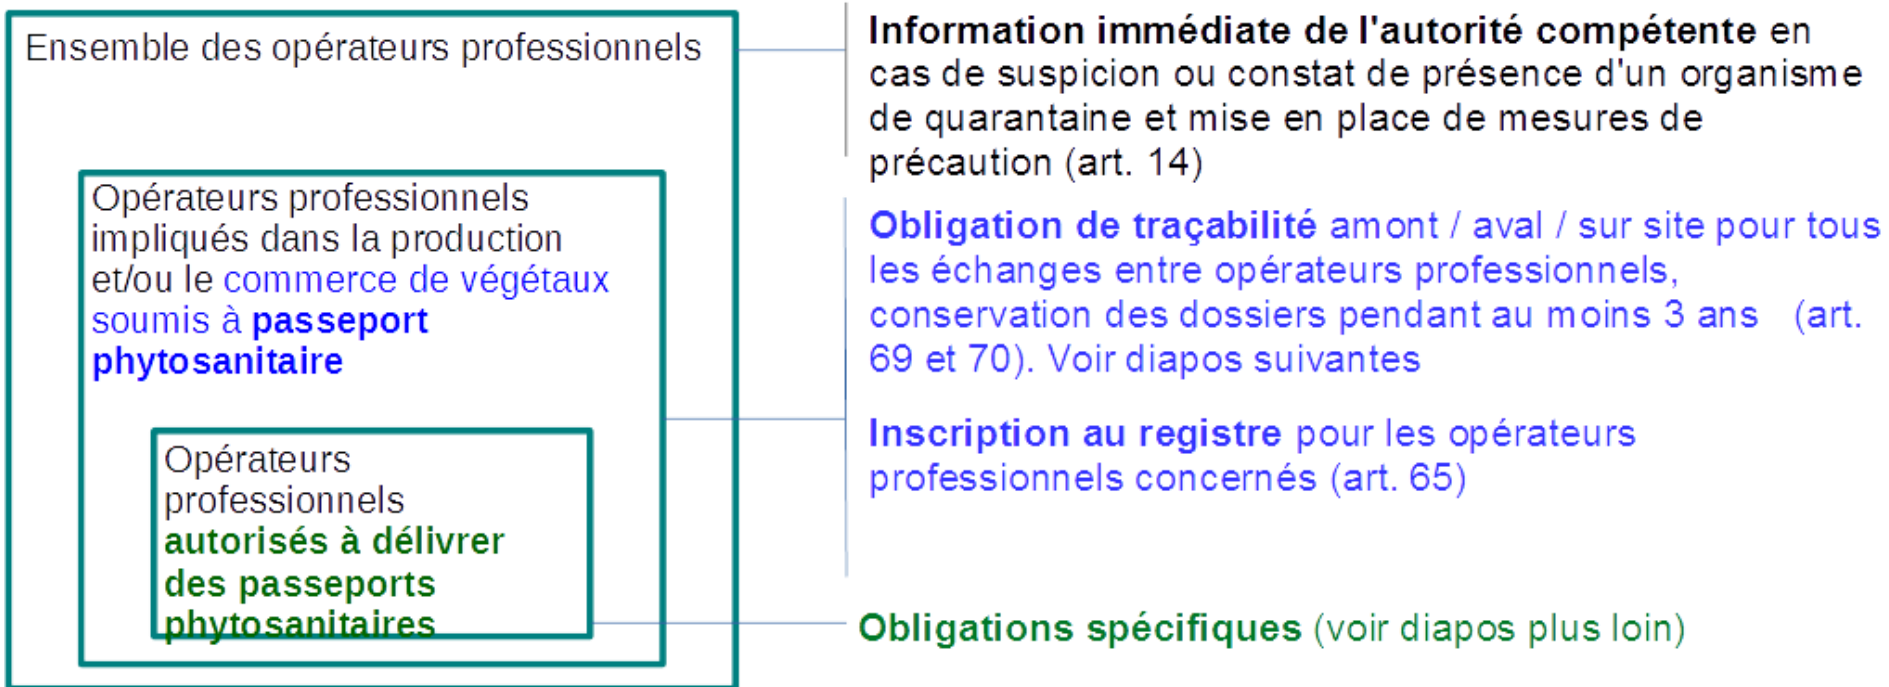 Ensemble des opérateurs professionnels
Opérateurs professionnels
impliqués dans la production
et/ou le commerce de végétaux
soumis à passeport
phytosanitaire
Opérateurs
professionnels
autorisés à délivrer
des passeports
phytosanitaires
Information immédiate de l'autorité compétente en
cas de suspicion ou constat de présence d'un organisme
de quarantaine et mise en place de mesures de
précaution (art. 14)
Obligation de traçabilité amont / aval / sur site pour tous
les échanges entre opérateurs professionnels,
conservation des dossiers pendant au moins 3 ans (art.
69 et 70). Voir diapos suivantes
Inscription au registre pour les opérateurs
professionnels concernés (art. 65)
Obligations spécifiques (voir diapos plus loin)